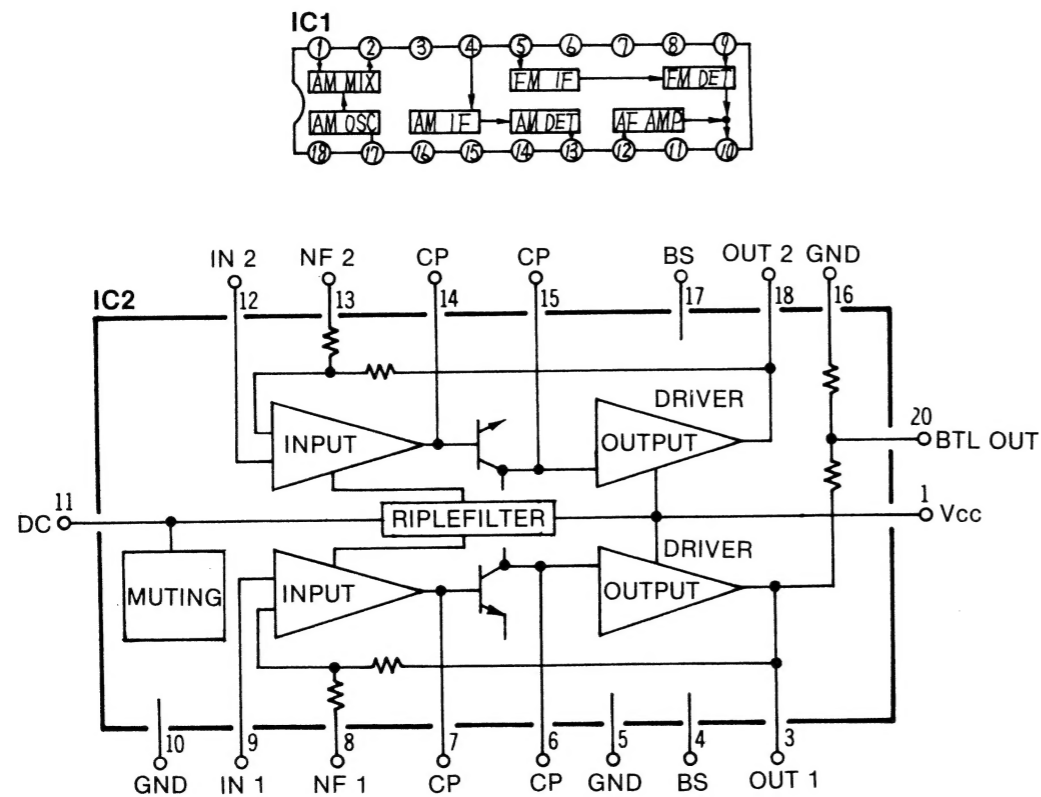 IC1
1 2 3 4 5 6 7 8 9
AM MIX FM IF FM DET
AM OSC AM IF AM DET AF AMP
18 17 16 15 14 13 12 11 10
IN 2 NF 2 CP CP BS OUT 2 GND
IC2
12 13 14 15 17 18 16
DRiVER
INPUT OUTPUT
20
BTL OUT
11
DC
RIPLEFILTER
1
Vcc
DRIVER
MUTING
INPUT OUTPUT
10 9 8 7 6 5 4 3
GND IN 1 NF 1 CP CP GND BS OUT 1